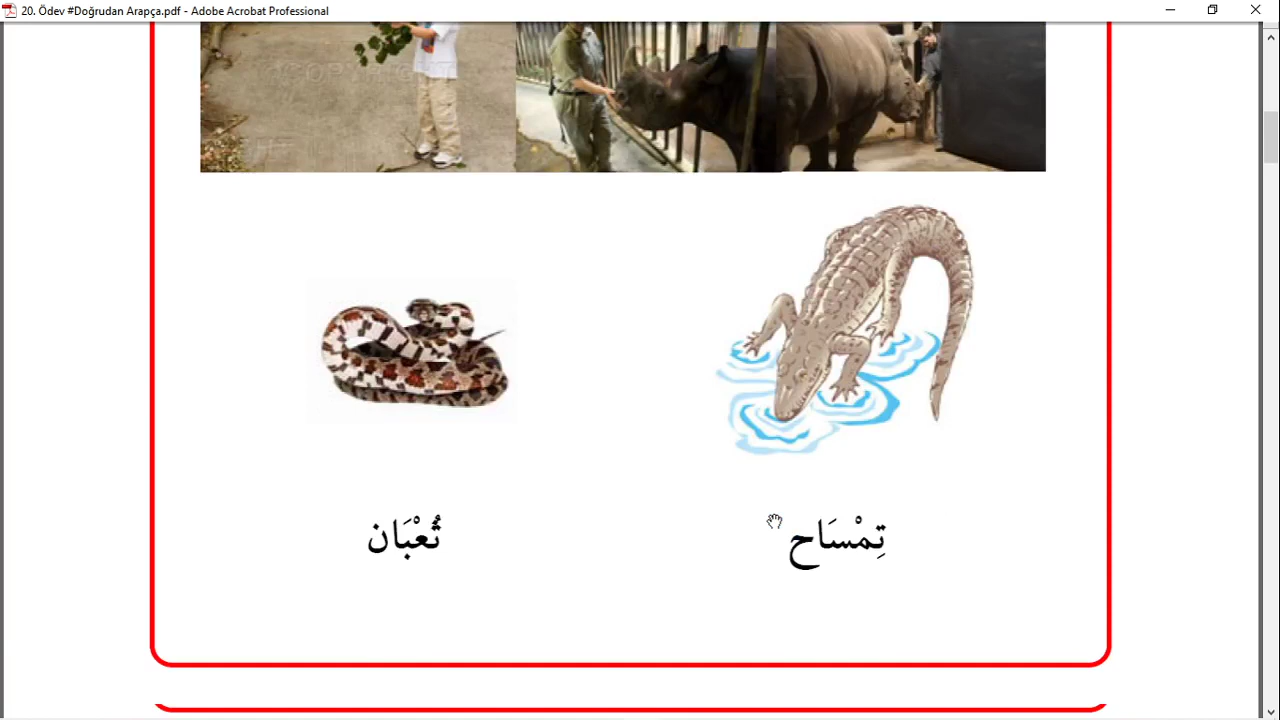 20. Ödev #Doğrudan Arapça.pdf - Adobe Acrobat Professional
تِمْسَاح
ثُعْبَان